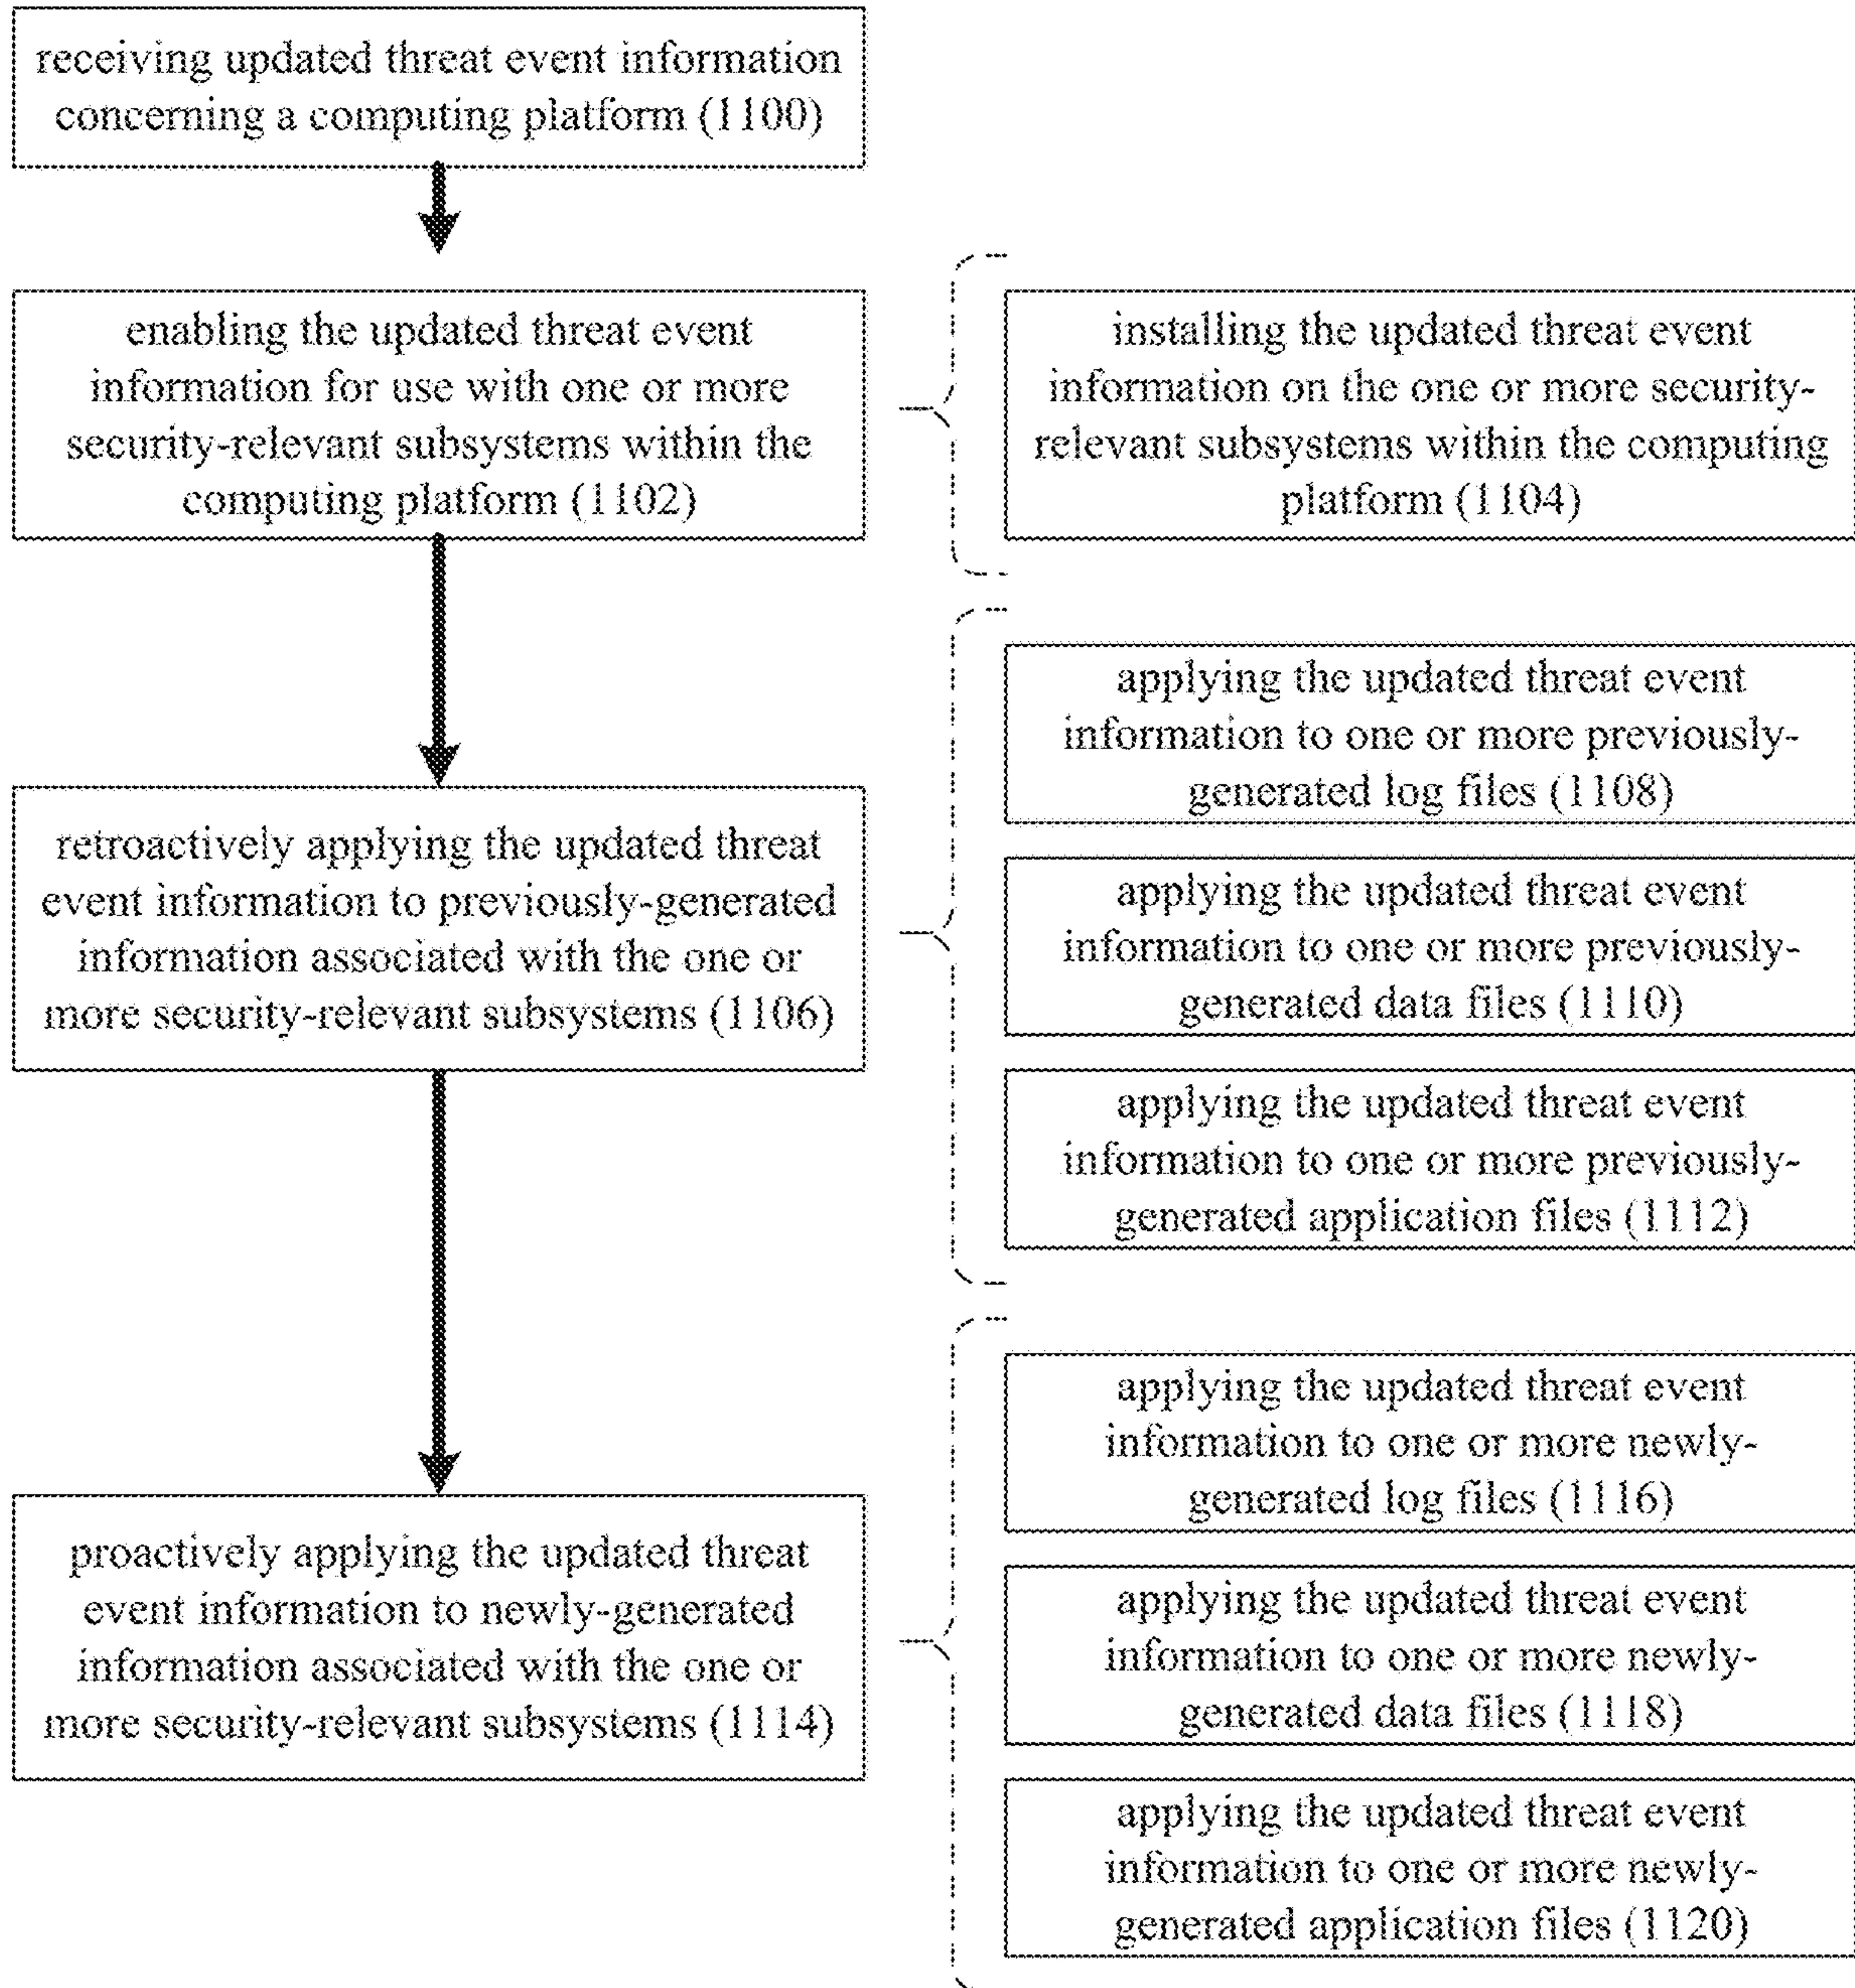 receiving updated threat event information
concerning a computing platform (1100)
enabling the updated threat event
information for use with one or more
security-relevant subsystems within the
computing platform (1102)
installing the updated threat event
information on the one or more security-
relevant subsystems within the computing
platform (1104)
retroactively applying the updated threat
event information to previously-generated
information associated with the one or
more security-relevant subsystems (1106)
applying the updated threat event
information to one or more previously-
generated log files (1108)
applying the updated threat event
information to one or more previously-
generated data files (1110)
applying the updated threat event
information to one or more previously-
generated application files (1112)
proactively applying the updated threat
event information to newly-generated
information associated with the one or
more security-relevant subsystems (1114)
applying the updated threat event
information to one or more newly-
generated log files (1116)
applying the updated threat event
information to one or more newly-
generated data files (1118)
applying the updated threat event
information to one or more newly-
generated application files (1120)